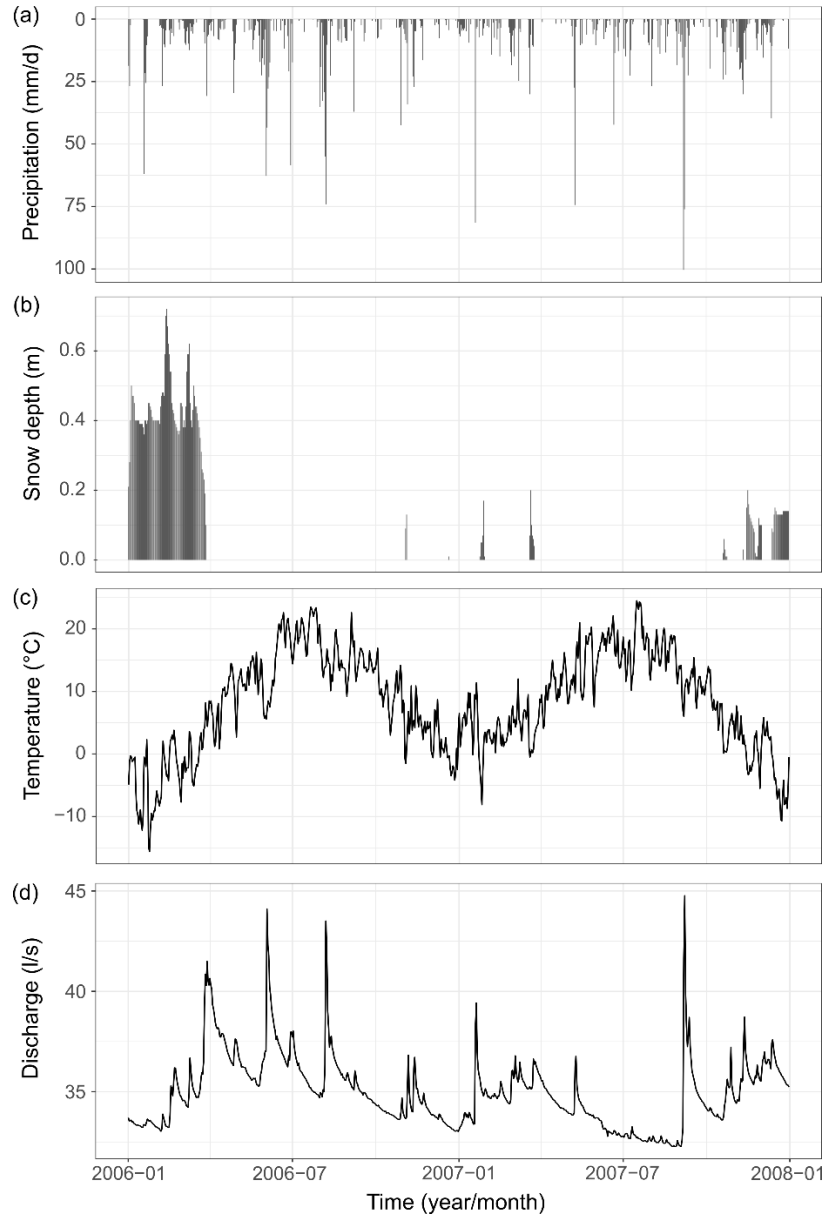 (a)
Precipitation (mm/d)
0
25
50
75
100
(b)
Snow depth (m)
0.6
0.4
0.2
0.0
(c)
Temperature (°C)
20
10
0
−10
(d)
Discharge (l/s)
45
40
35
2006−01 2006−07 2007−01 2007−07 2008−01
Time (year/month)